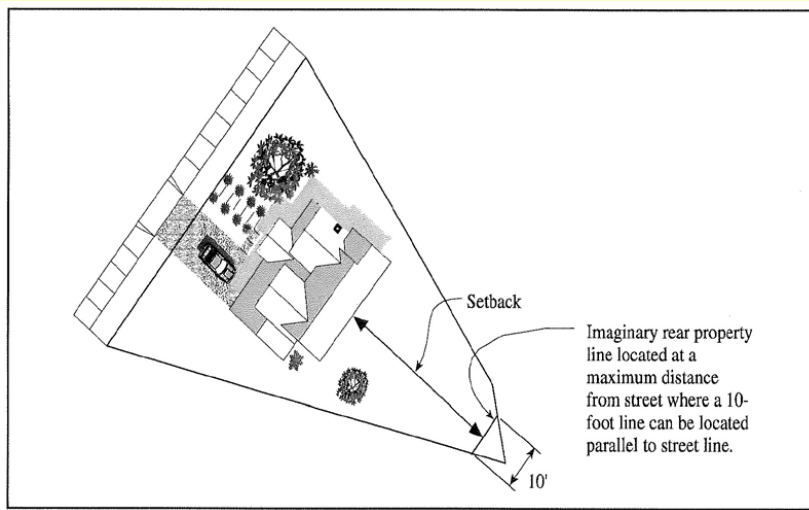 Setback
Imaginary rear property
line located at a
maximum distance
from street where a 10-
foot line can be located
parallel to street line.
10'